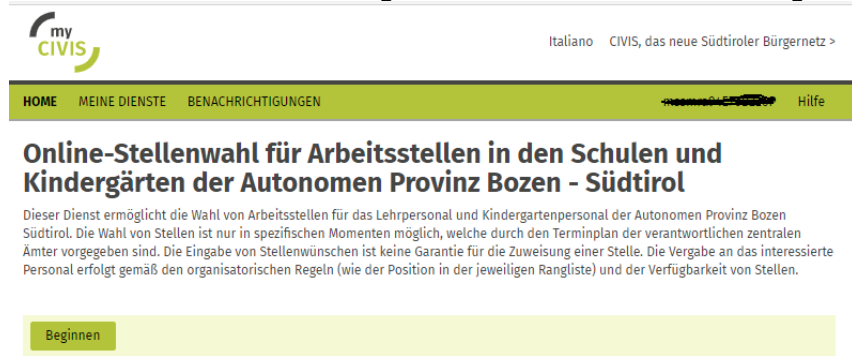 my
CIVIS
Italiano CIVIS, das neue Südtiroler Bürgernetz >
HOME MEINE DIENSTE BENACHRICHTIGUNGEN Hilfe
Online-Stellenwahl für Arbeitsstellen in den Schulen und
Kindergärten der Autonomen Provinz Bozen - Südtirol
Dieser Dienst ermöglicht die Wahl von Arbeitsstellen für das Lehrpersonal und Kindergartenpersonal der Autonomen Provinz Bozen
Südtirol. Die Wahl von Stellen ist nur in spezifischen Momenten möglich, welche durch den Terminplan der verantwortlichen zentralen
Ämter vorgegeben sind. Die Eingabe von Stellenwünschen ist keine Garantie für die Zuweisung einer Stelle. Die Vergabe an das interessierte
Personal erfolgt gemäß den organisatorischen Regeln (wie der Position in der jeweiligen Rangliste) und der Verfügbarkeit von Stellen.
Beginnen